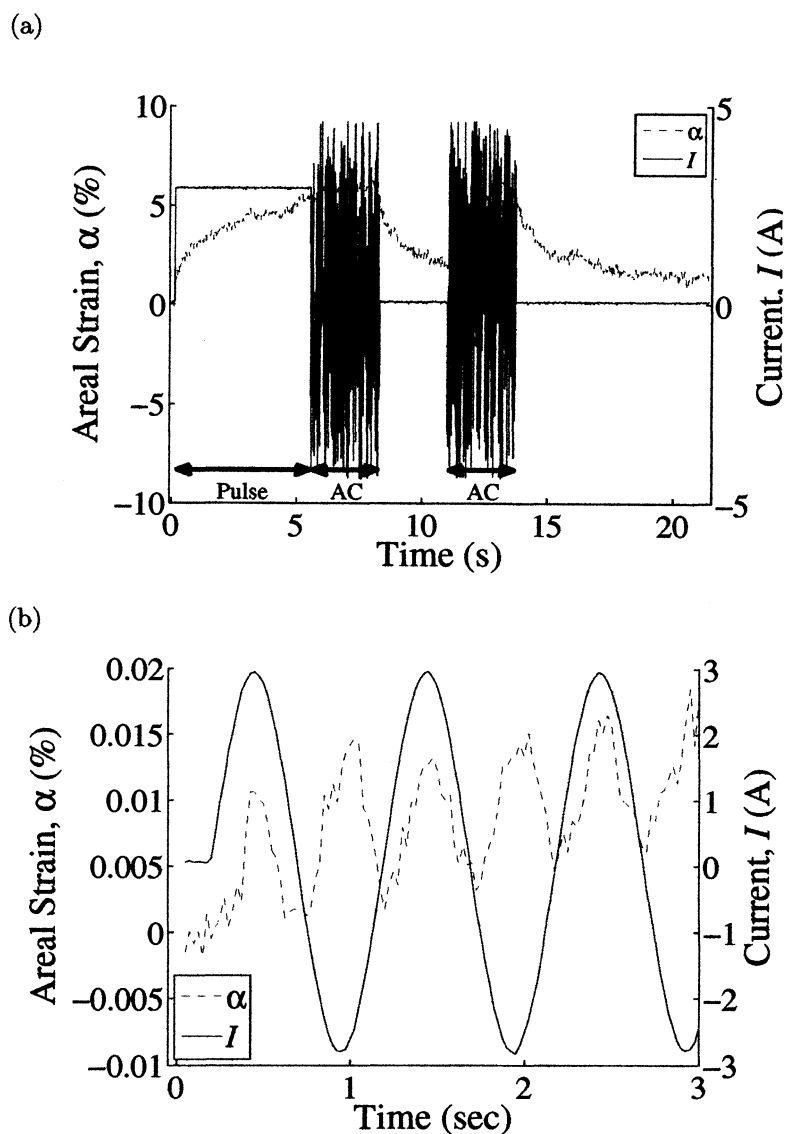 (a)
Areal Strain, α (%)
10
5
0
−5
−10
5
0
−5
Current, I (A)
α
I
Pulse
AC
AC
0
5
10
15
20
Time (s)
(b)
Areal Strain, α (%)
0.02
0.015
0.01
0.005
0
−0.005
−0.01
3
2
1
0
−1
−2
−3
Current, I (A)
α
I
0
1
2
3
Time (sec)